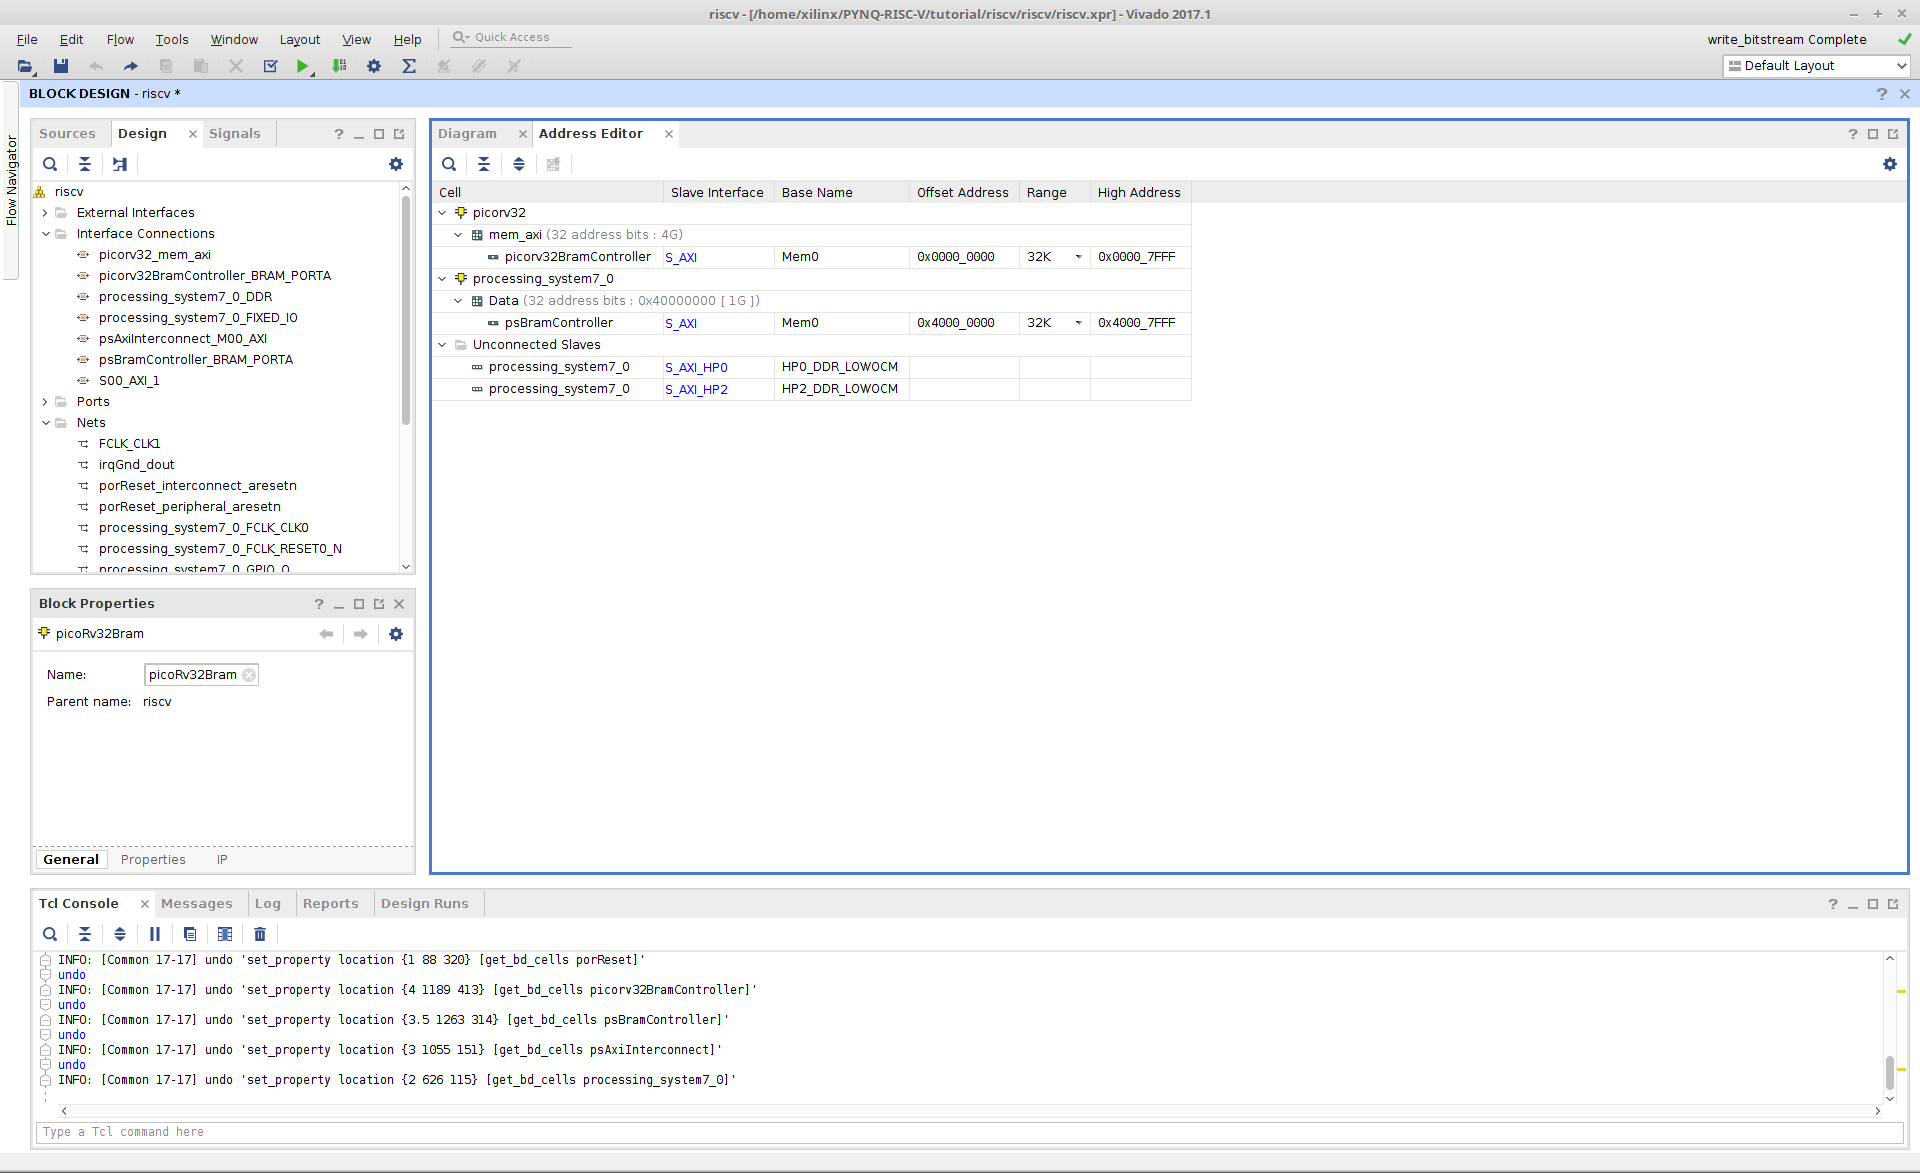 riscv - [/home/xilinx/PYNQ-RISC-V/tutorial/riscv/riscv/riscv.xpr] - Vivado 2017.1
File Edit Flow Tools Window Layout View Help Quick Access write_bitstream Complete
Default Layout
BLOCK DESIGN - riscv *
Flow Navigator
Sources Design Signals
riscv
External Interfaces
Interface Connections
picorv32_mem_axi
picorv32BramController_BRAM_PORTA
processing_system7_0_DDR
processing_system7_0_FIXED_IO
psAxiInterconnect_M00_AXI
psBramController_BRAM_PORTA
S00_AXI_1
Ports
Nets
FCLK_CLK1
irqGnd_dout
porReset_interconnect_aresetn
porReset_peripheral_aresetn
processing_system7_0_FCLK_CLK0
processing_system7_0_FCLK_RESET0_N
processing_system7_0_GPIO_O
Block Properties
picoRv32Bram
Name: picoRv32Bram
Parent name: riscv
General Properties IP
Diagram Address Editor
Cell Slave Interface Base Name Offset Address Range High Address
picorv32
mem_axi (32 address bits : 4G)
picorv32BramController S_AXI Mem0 0x0000_0000 32K 0x0000_7FFF
processing_system7_0
Data (32 address bits : 0x40000000 [ 1G ])
psBramController S_AXI Mem0 0x4000_0000 32K 0x4000_7FFF
Unconnected Slaves
processing_system7_0 S_AXI_HP0 HP0_DDR_LOWOCM
processing_system7_0 S_AXI_HP2 HP2_DDR_LOWOCM
Tcl Console Messages Log Reports Design Runs
INFO: [Common 17-17] undo 'set_property location {1 88 320} [get_bd_cells porReset]'
undo
INFO: [Common 17-17] undo 'set_property location {4 1189 413} [get_bd_cells picorv32BramController]'
undo
INFO: [Common 17-17] undo 'set_property location {3.5 1263 314} [get_bd_cells psBramController]'
undo
INFO: [Common 17-17] undo 'set_property location {3 1055 151} [get_bd_cells psAxiInterconnect]'
undo
INFO: [Common 17-17] undo 'set_property location {2 626 115} [get_bd_cells processing_system7_0]'
Type a Tcl command here